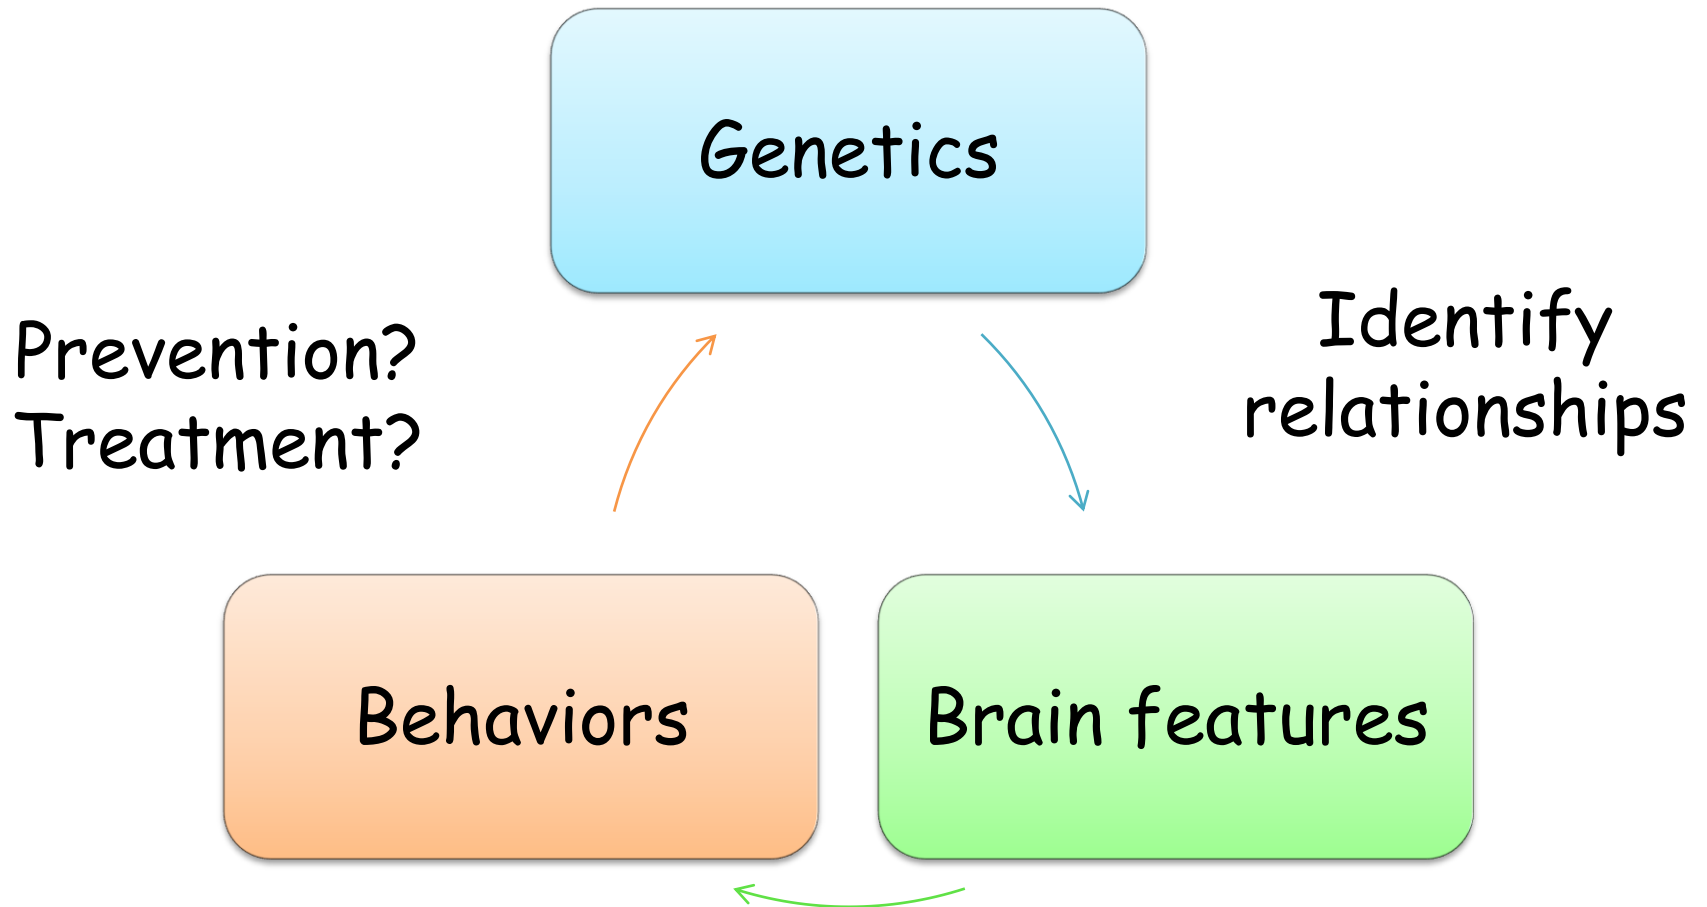 Genetics
Prevention?
Treatment?
Identify
relationships
Behaviors
Brain features